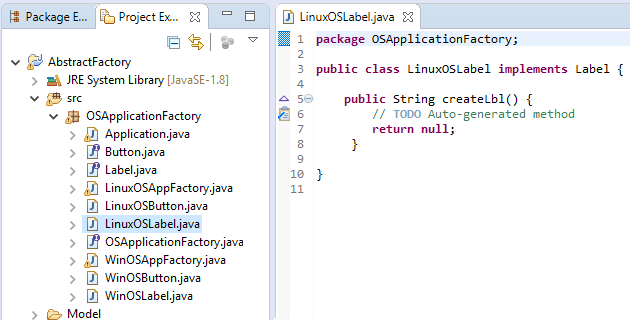 Package E...
Project Ex...
AbstractFactory
JRE System Library [JavaSE-1.8]
src
OSApplicationFactory
Application.java
Button.java
Label.java
LinuxOSAppFactory.java
LinuxOSButton.java
LinuxOSLabel.java
OSApplicationFactory.java
WinOSAppFactory.java
WinOSButton.java
WinOSLabel.java
Model
LinuxOSLabel.java
1 package OSApplicationFactory;
2
3 public class LinuxOSLabel implements Label {
4
5 public String createLbl() {
6 // TODO Auto-generated method
7 return null;
8 }
9
10 }
11